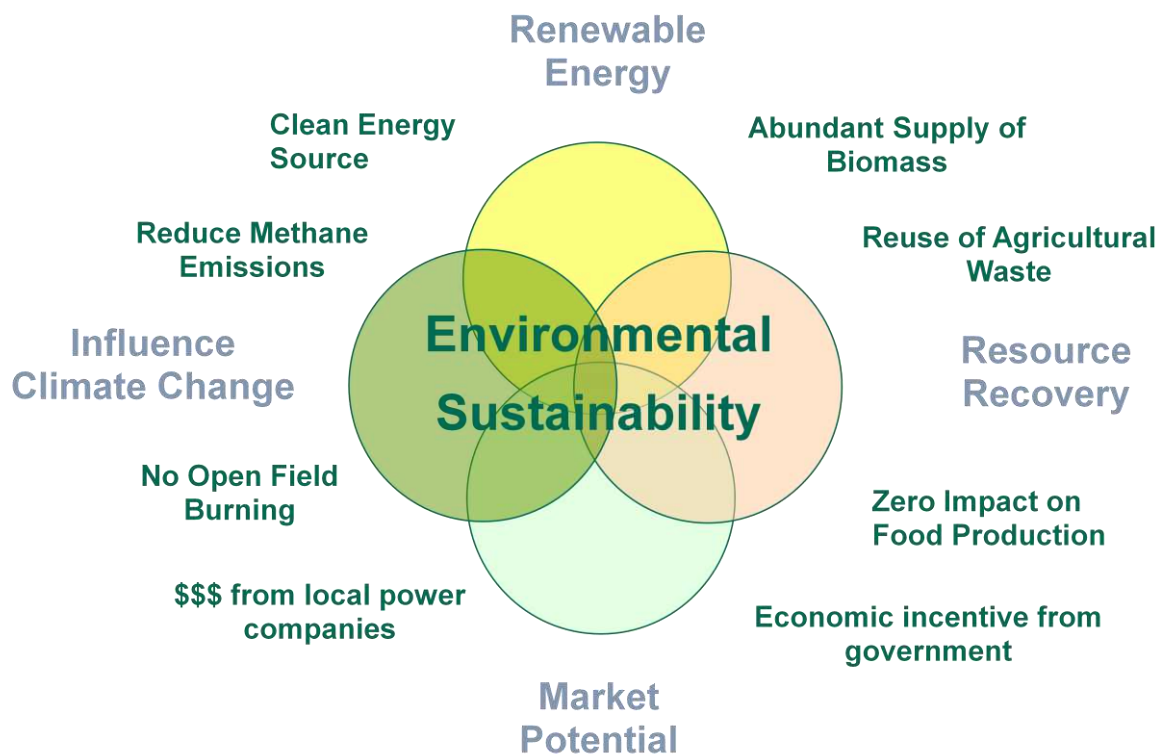 Renewable
Energy
Clean Energy
Source
Abundant Supply of
Biomass
Reduce Methane
Emissions
Reuse of Agricultural
Waste
Environmental
Sustainability
Influence
Climate Change
Resource
Recovery
No Open Field
Burning
Zero Impact on
Food Production
$$$ from local power
companies
Economic incentive from
government
Market
Potential